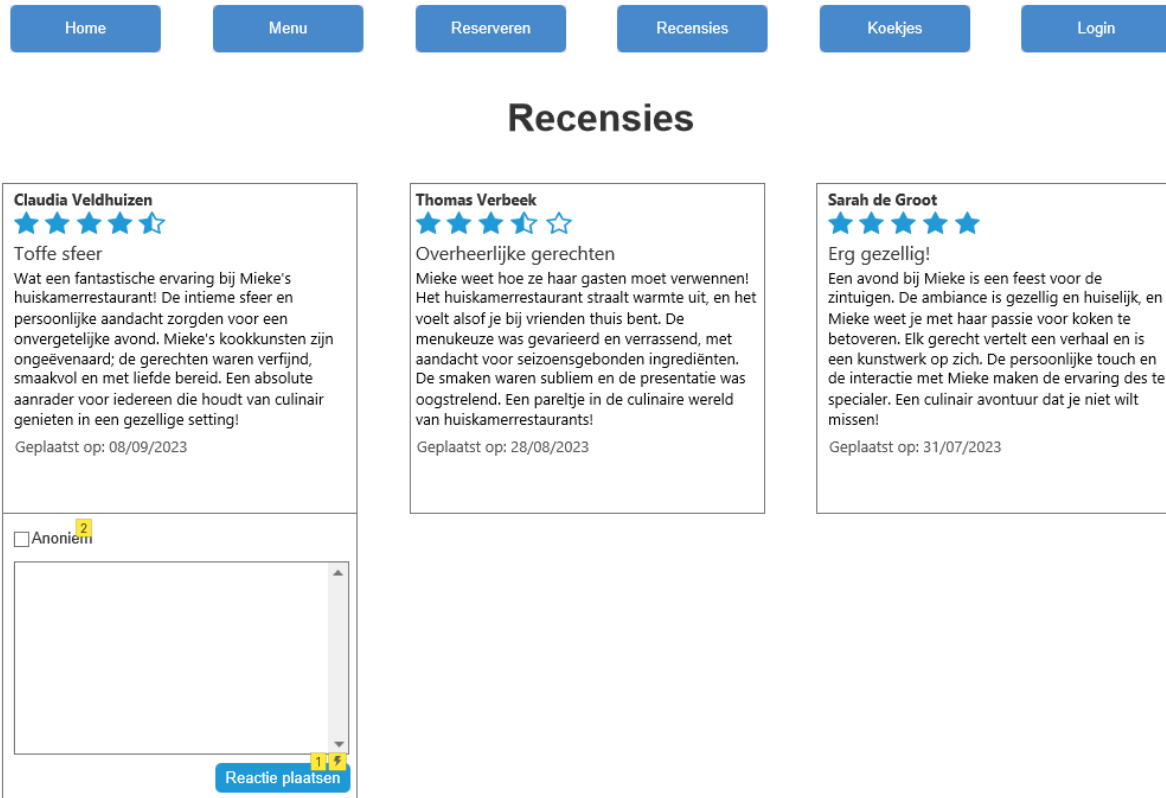 Home Menu Reserveren Recensies Koekjes Login
Recensies
Claudia Veldhuizen
Toffe sfeer
Wat een fantastische ervaring bij Mieke's
huiskamerrestaurant! De intieme sfeer en
persoonlijke aandacht zorgden voor een
onvergetelijke avond. Mieke's kookkunsten zijn
ongeëvenaard; de gerechten waren verfijnd,
smaakvol en met liefde bereid. Een absolute
aanrader voor iedereen die houdt van culinair
genieten in een gezellige setting!
Geplaatst op: 08/09/2023
2
Anoniem
1
Reactie plaatsen
Thomas Verbeek
Overheerlijke gerechten
Mieke weet hoe ze haar gasten moet verwennen!
Het huiskamerrestaurant straalt warmte uit, en het
voelt alsof je bij vrienden thuis bent. De
menukeuze was gevarieerd en verrassend, met
aandacht voor seizoensgebonden ingrediënten.
De smaken waren subliem en de presentatie was
oogstrelend. Een pareltje in de culinaire wereld
van huiskamerrestaurants!
Geplaatst op: 28/08/2023
Sarah de Groot
Erg gezellig!
Een avond bij Mieke is een feest voor de
zintuigen. De ambiance is gezellig en huiselijk, en
Mieke weet je met haar passie voor koken te
betoveren. Elk gerecht vertelt een verhaal en is
een kunstwerk op zich. De persoonlijke touch en
de interactie met Mieke maken de ervaring des te
specialer. Een culinair avontuur dat je niet wilt
missen!
Geplaatst op: 31/07/2023